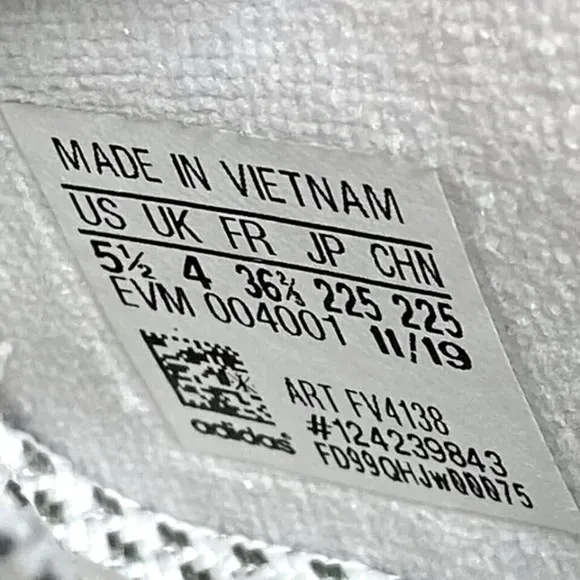 MADE IN VIETNAM
US UK FR JP CHN
5½ 4 36⅔ 225 225
EVM 004001 11/19
ART FV4138
#124239843
adidas FD99QHJW00075